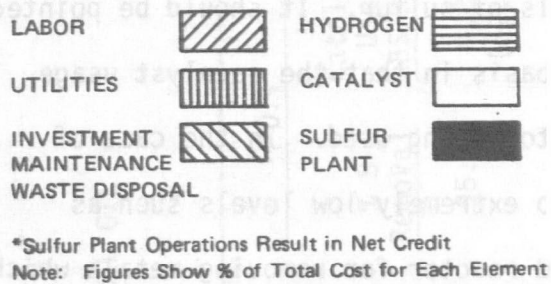 LABOR HYDROGEN
UTILITIES CATALYST
INVESTMENT SULFUR
MAINTENANCE PLANT
WASTE DISPOSAL
*Sulfur Plant Operations Result in Net Credit
Note: Figures Show % of Total Cost for Each Element